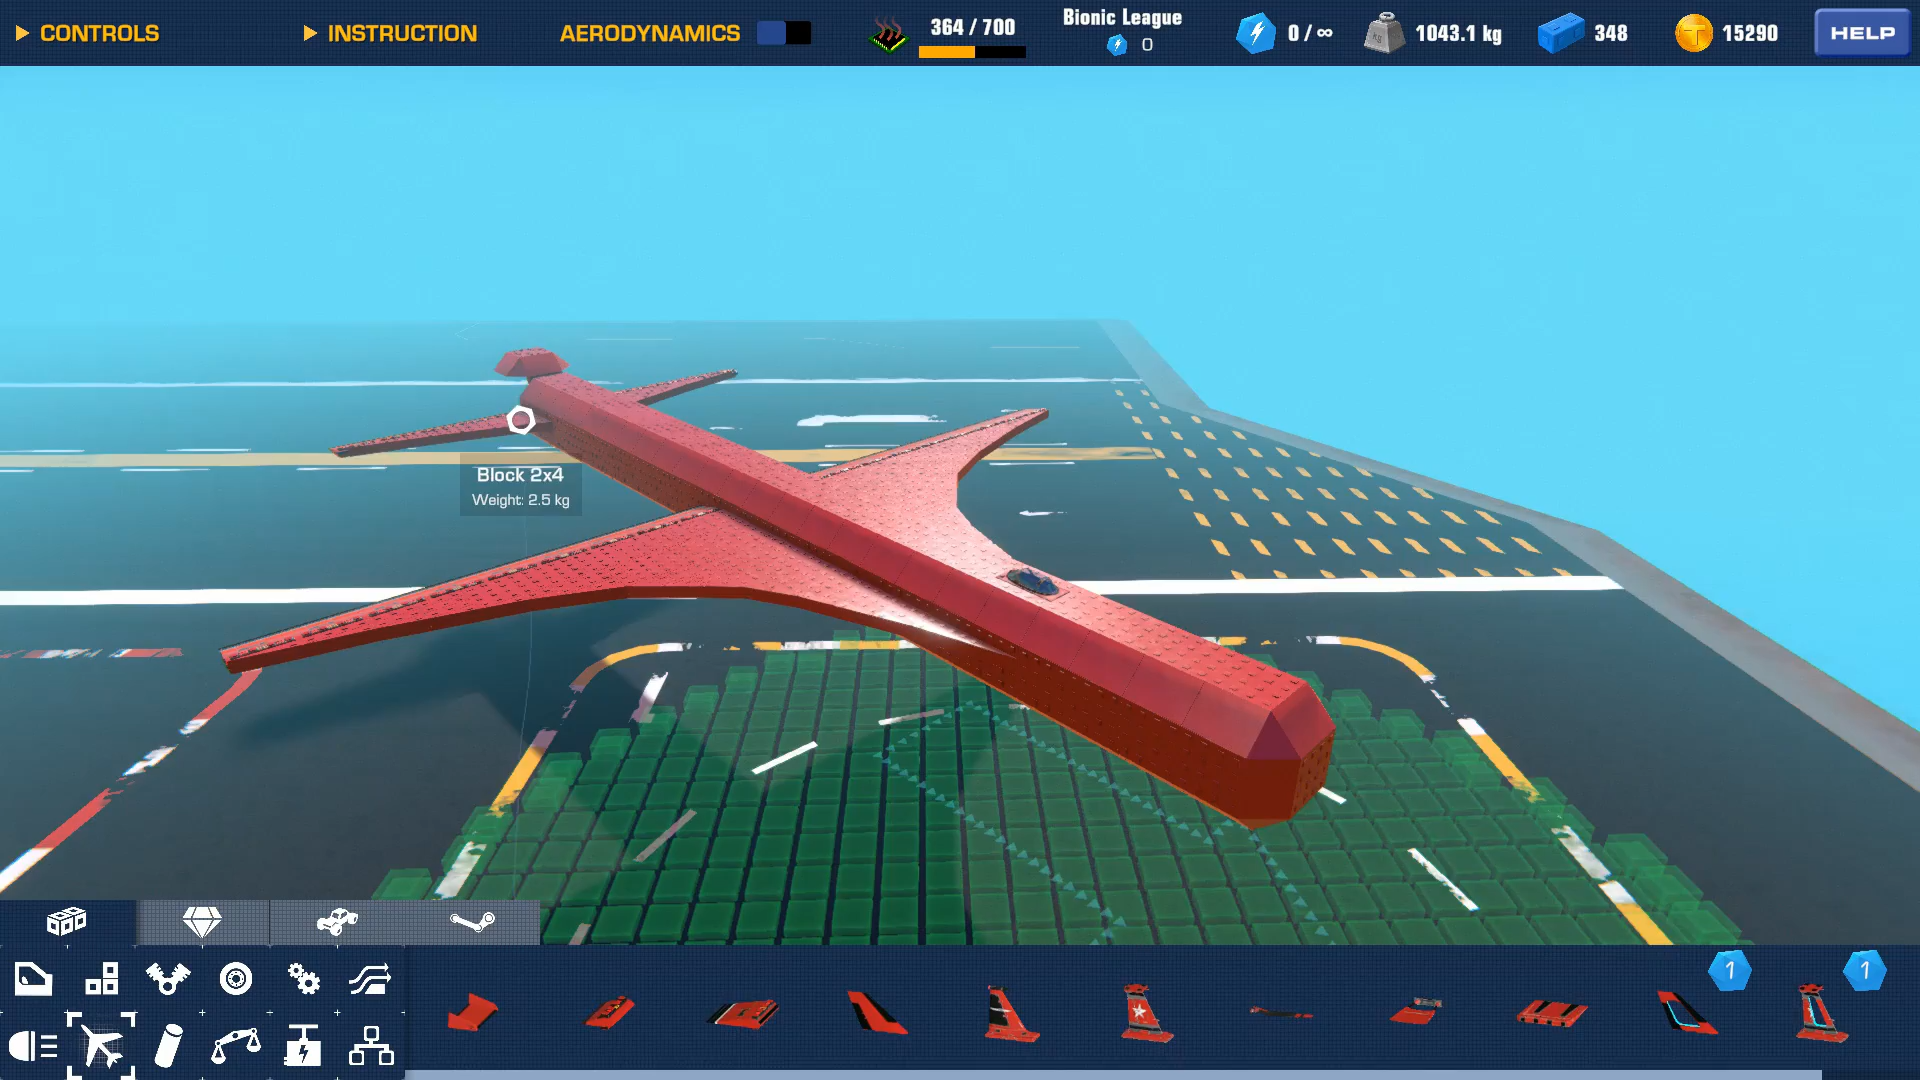 CONTROLS
INSTRUCTION
AERODYNAMICS
364 / 700
Bionic League
0
0 / ∞
KG
1043.1 kg
348
T
15290
HELP
Block 2x4
Weight: 2.5 kg
1
1